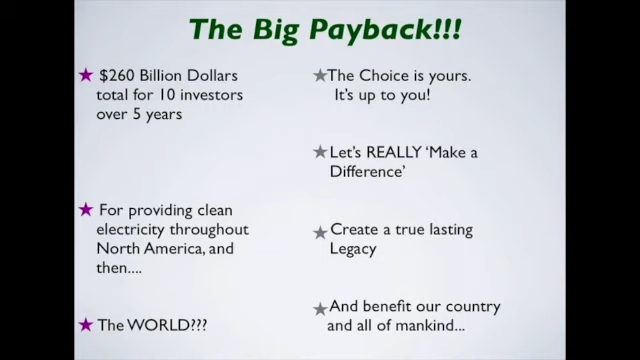 The Big Payback!!!
$260 Billion Dollars
total for 10 investors
over 5 years
For providing clean
electricity throughout
North America, and
then....
The WORLD???
The Choice is yours.
It's up to you!
Let's REALLY 'Make a
Difference'
Create a true lasting
Legacy
And benefit our country
and all of mankind...